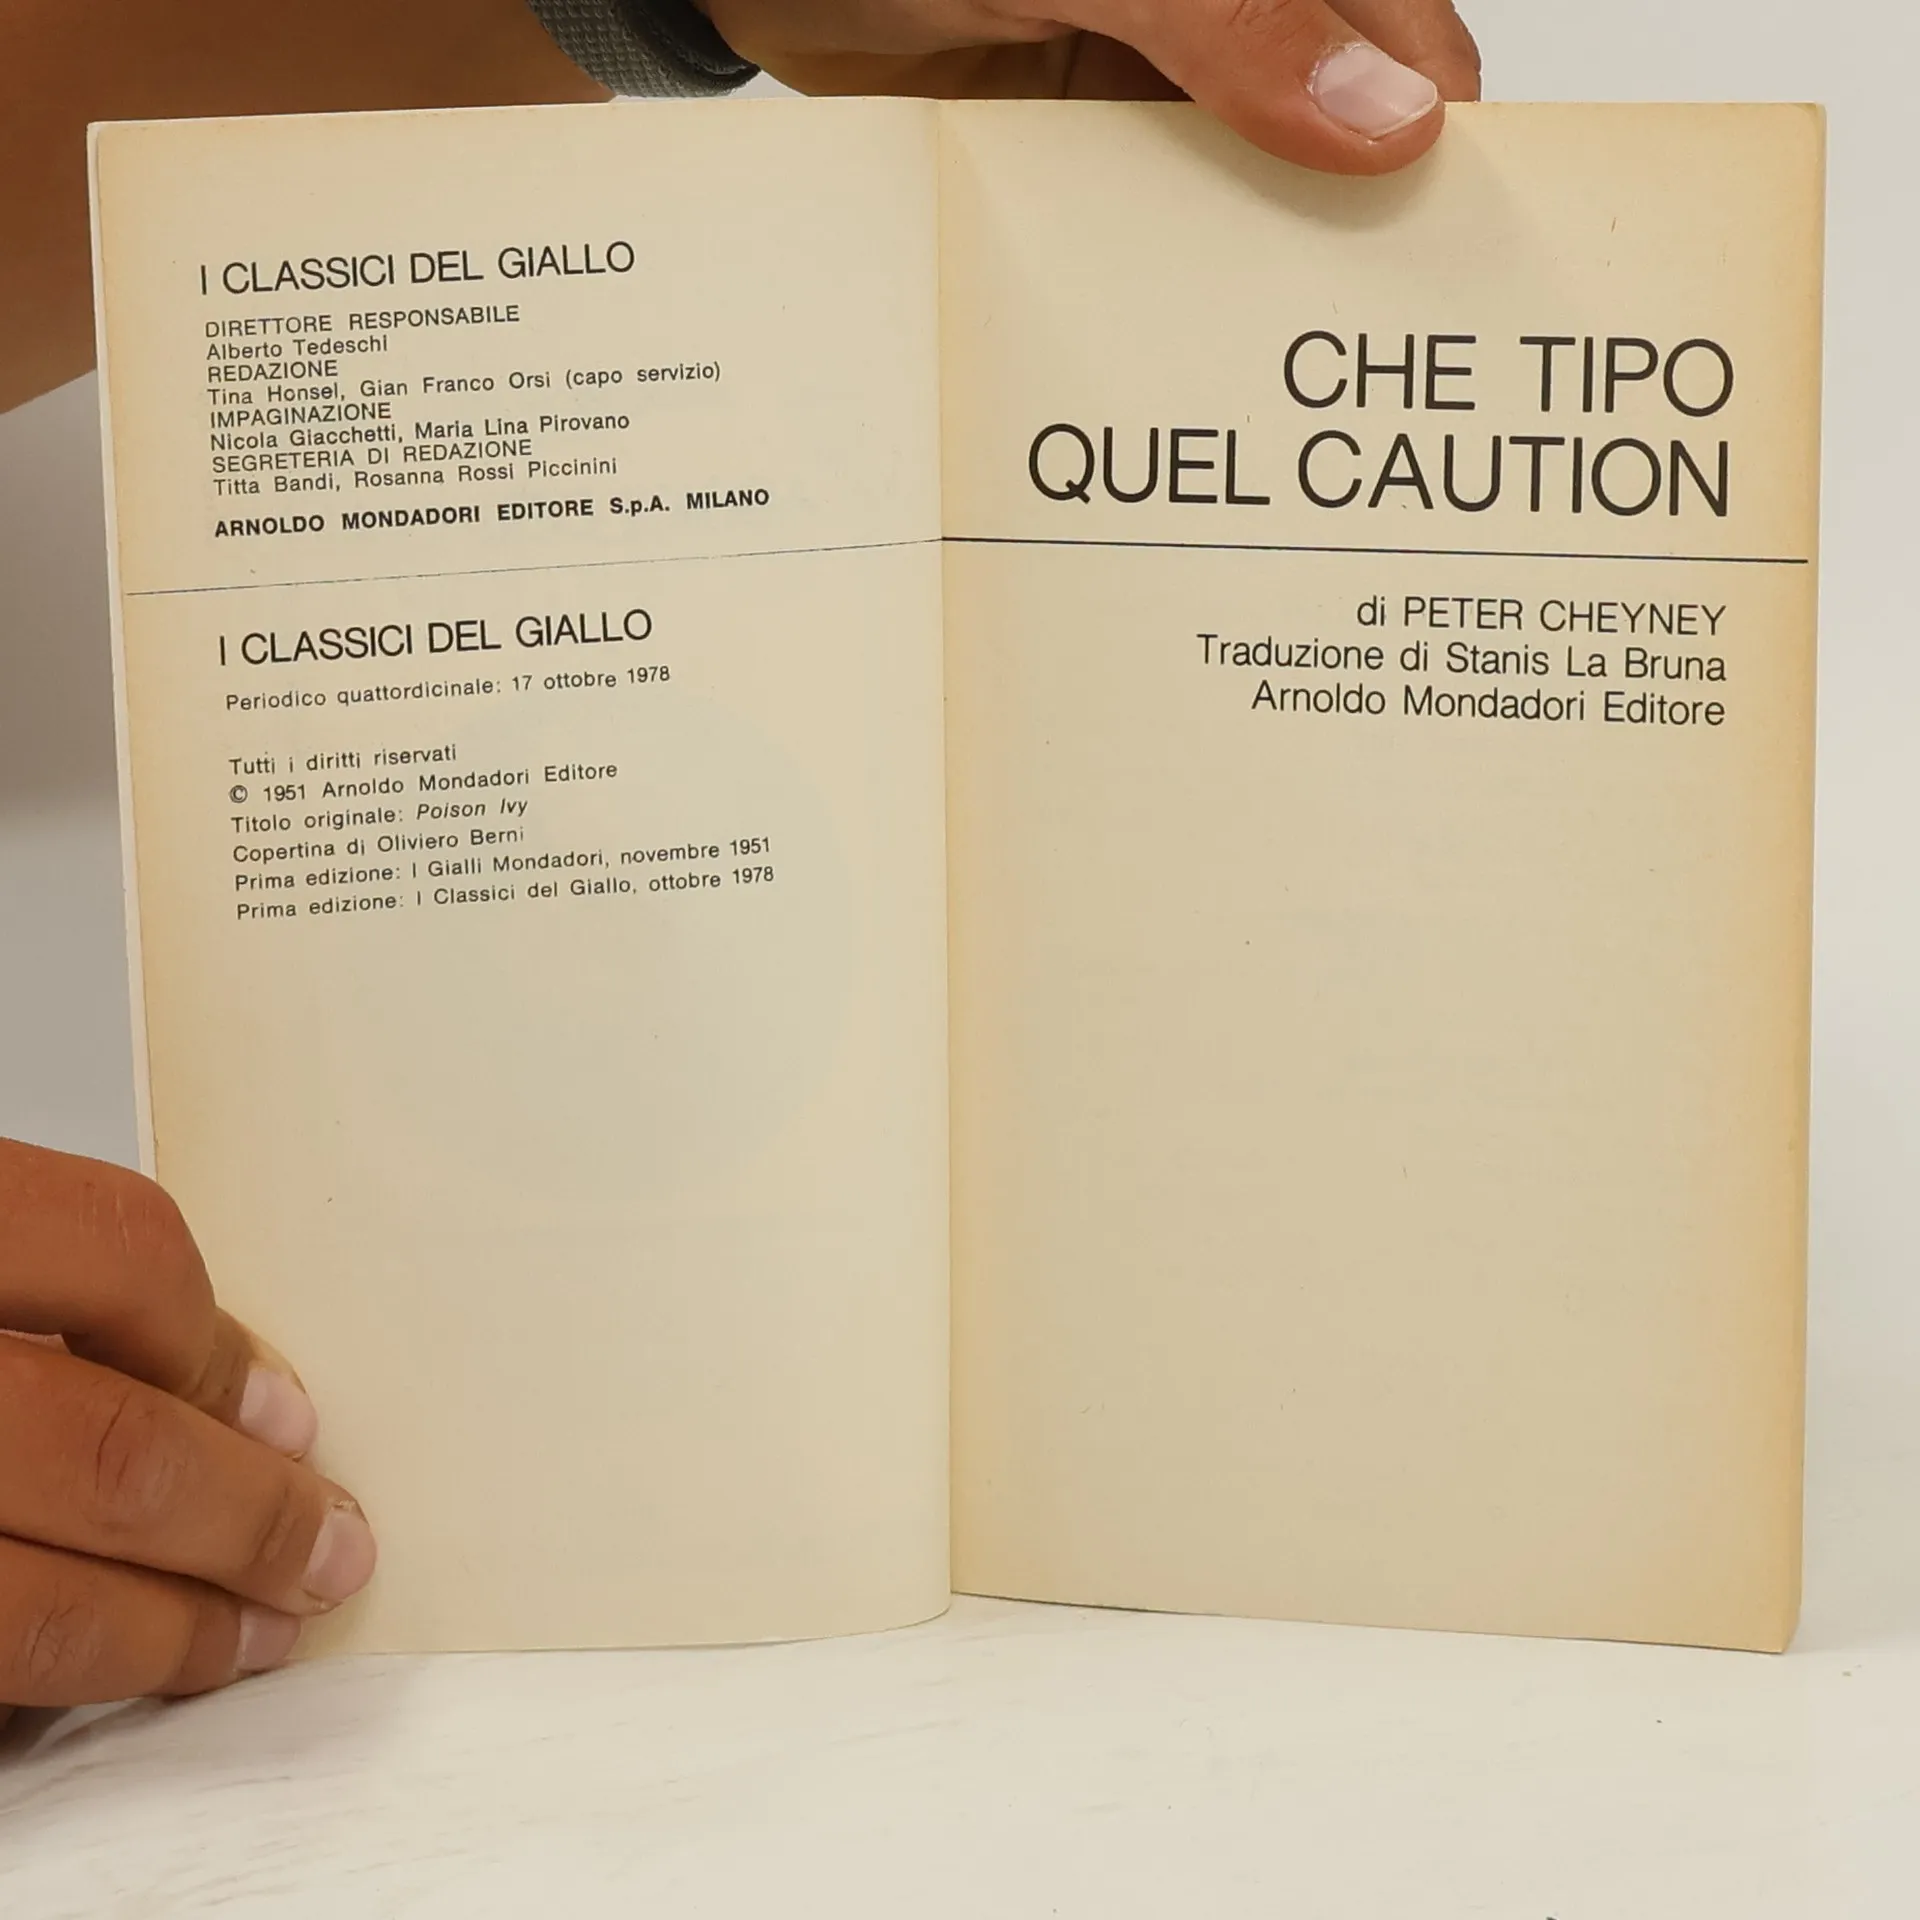 I CLASSICI DEL GIALLO
DIRETTORE RESPONSABILE
Alberto Tedeschi
REDAZIONE
Tina Honsel, Gian Franco Orsi (capo servizio)
IMPAGINAZIONE
Nicola Giacchetti, Maria Lina Pirovano
SEGRETERIA DI REDAZIONE
Titta Bandi, Rosanna Rossi Piccinini
ARNOLDO MONDADORI EDITORE S.p.A. MILANO
I CLASSICI DEL GIALLO
Periodico quattordicinale: 17 ottobre 1978
Tutti i diritti riservati
© 1951 Arnoldo Mondadori Editore
Titolo originale: Poison Ivy
Copertina di Oliviero Berni
Prima edizione: I Gialli Mondadori, novembre 1951
Prima edizione: I Classici del Giallo, ottobre 1978
CHE TIPO
QUEL CAUTION
di PETER CHEYNEY
Traduzione di Stanis La Bruna
Arnoldo Mondadori Editore